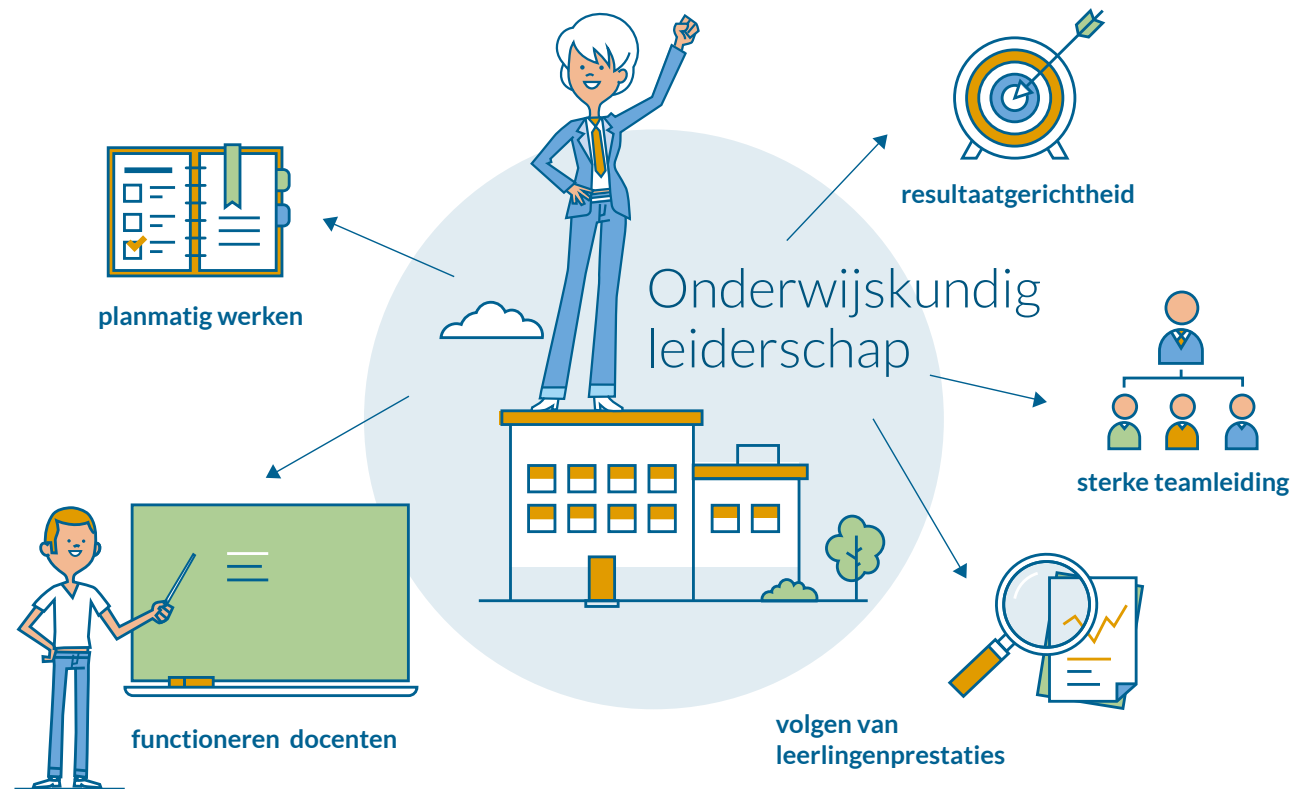 Onderwijskundig
leiderschap
resultaatgerichtheid
planmatig werken
sterke teamleiding
functioneren docenten
volgen van
leerlingenprestaties